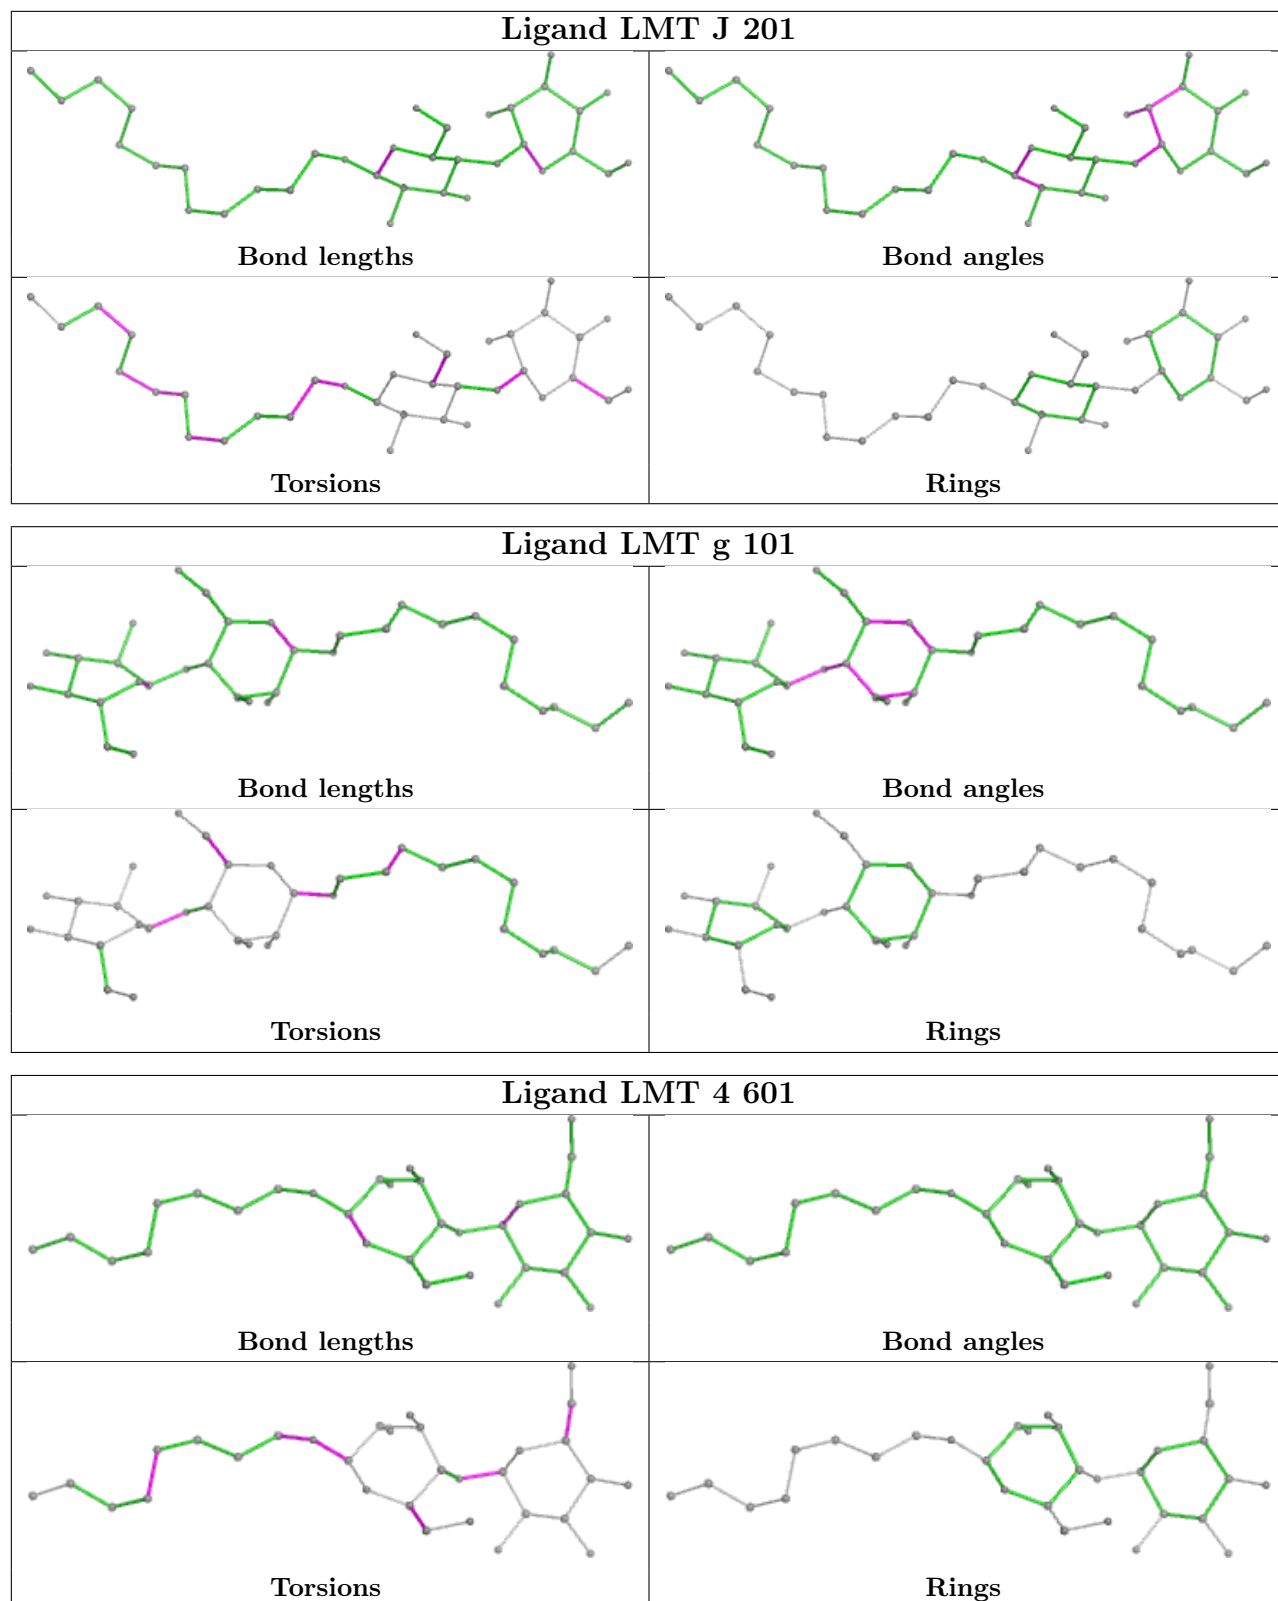 Ligand LMT J 201
Bond lengths
Bond angles
Torsions
Rings
Ligand LMT g 101
Bond lengths
Bond angles
Torsions
Rings
Ligand LMT 4 601
Bond lengths
Bond angles
Torsions
Rings